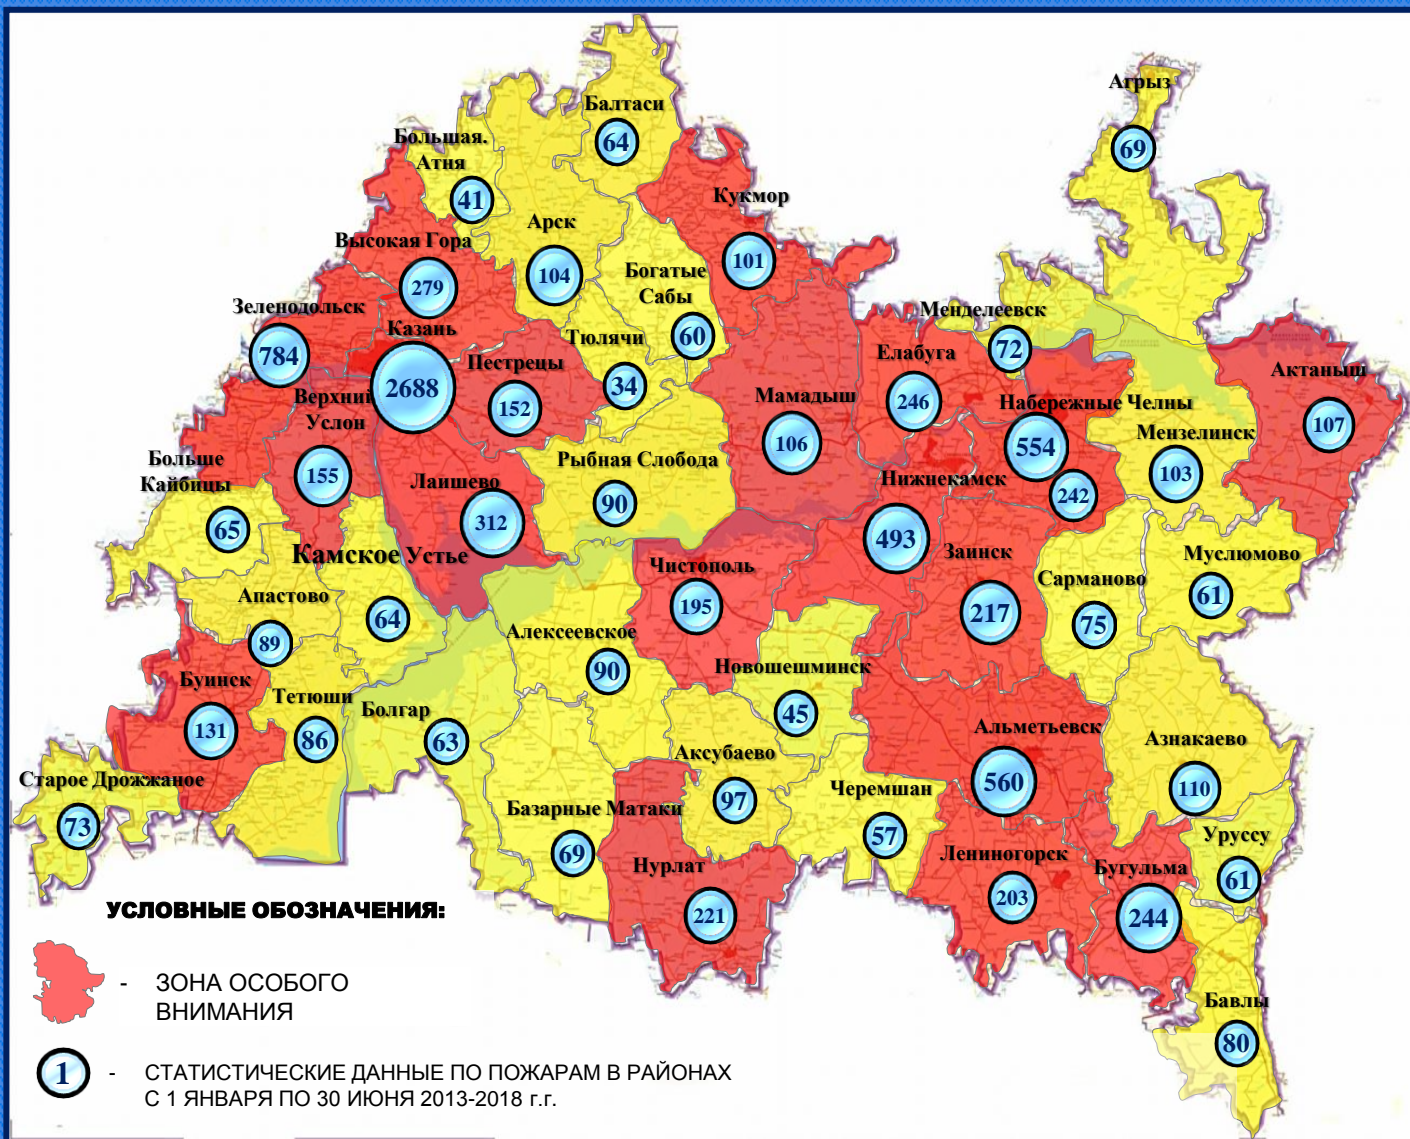 Агрыз
69
Балтаси
64
Большая.
Атня
41
Кукмор
101
Арск
104
Высокая Гора
279
Богатые
Сабы
60
Зеленодольск
784
Казань
2688
Тюлячи
34
Пестрецы
152
Менделеевск
72
Елабуга
246
Актаныш
107
Верхний
Услон
155
Мамадыш
106
Набережные Челны
554
242
Мензелинск
103
Больше
Кайбицы
65
Лаишево
312
Рыбная Слобода
90
Нижнекамск
493
Камское Устье
64
Чистополь
195
Заинск
217
Сарманово
75
Муслюмово
61
Апастово
89
Алексеевское
90
Новошешминск
45
Буинск
131
Тетюши
86
Болгар
63
Аксубаево
97
Альметьевск
560
Азнакаево
110
Старое Дрожжаное
73
Базарные Матаки
69
Черемшан
57
Уруссу
61
Нурлат
221
Лениногорск
203
Бугульма
244
Бавлы
80
УСЛОВНЫЕ ОБОЗНАЧЕНИЯ:
- ЗОНА ОСОБОГО
ВНИМАНИЯ
1 - СТАТИСТИЧЕСКИЕ ДАННЫЕ ПО ПОЖАРАМ В РАЙОНАХ
С 1 ЯНВАРЯ ПО 30 ИЮНЯ 2013-2018 г.г.